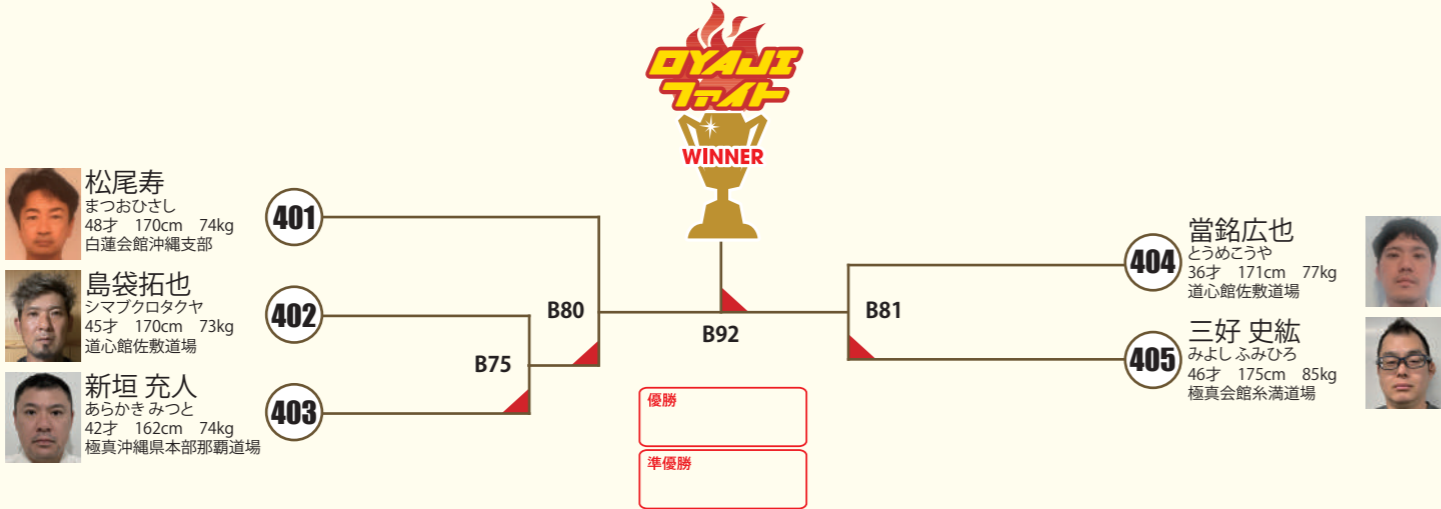 OYAJI
ファイト
WINNER
松尾寿
まつおひさし
48才 170cm 74kg
白蓮会館沖縄支部
401
島袋拓也
シマブクロタクヤ
45才 170cm 73kg
道心館佐敷道場
402
新垣 充人
あらかき みつと
42才 162cm 74kg
極真沖縄県本部那覇道場
403
B75
B80
B92
B81
404
當銘広也
とうめこうや
36才 171cm 77kg
道心館佐敷道場
405
三好 史紘
みよし ふみひろ
46才 175cm 85kg
極真会館糸満道場
優勝
準優勝